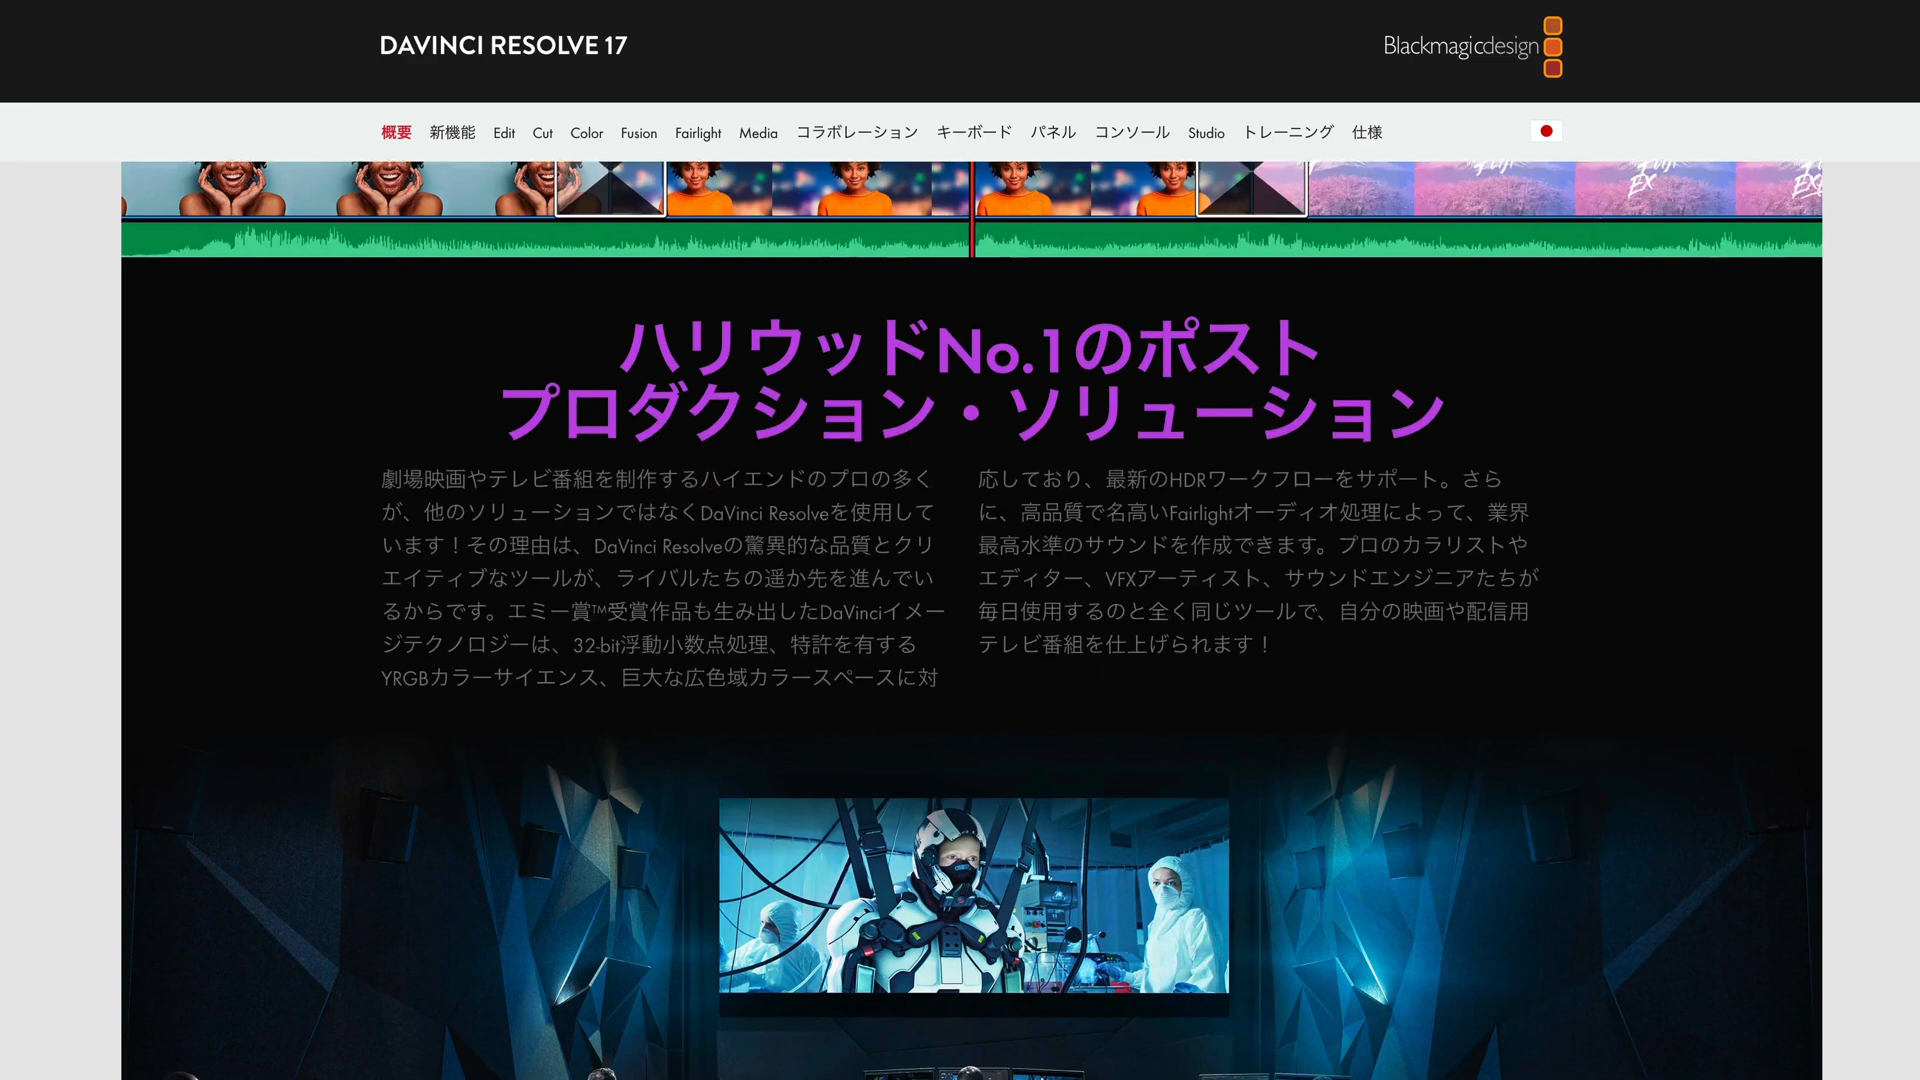 DAVINCI RESOLVE 17
Blackmagicdesign
概要 新機能 Edit Cut Color Fusion Fairlight Media コラボレーション キーボード パネル コンソール Studio トレーニング 仕様
ハリウッドNo.1のポスト
プロダクション・ソリューション
劇場映画やテレビ番組を制作するハイエンドのプロの多く
が、他のソリューションではなくDaVinci Resolveを使用して
います！その理由は、DaVinci Resolveの驚異的な品質とクリ
エイティブなツールが、ライバルたちの遥か先を進んでい
るからです。エミー賞™受賞作品も生み出したDaVinciイメー
ジテクノロジーは、32-bit浮動小数点処理、特許を有する
YRGBカラーサイエンス、巨大な広色域カラースペースに対
応しており、最新のHDRワークフローをサポート。さら
に、高品質で名高いFairlightオーディオ処理によって、業界
最高水準のサウンドを作成できます。プロのカラリストや
エディター、VFXアーティスト、サウンドエンジニアたちが
毎日使用するのと全く同じツールで、自分の映画や配信用
テレビ番組を仕上げられます！